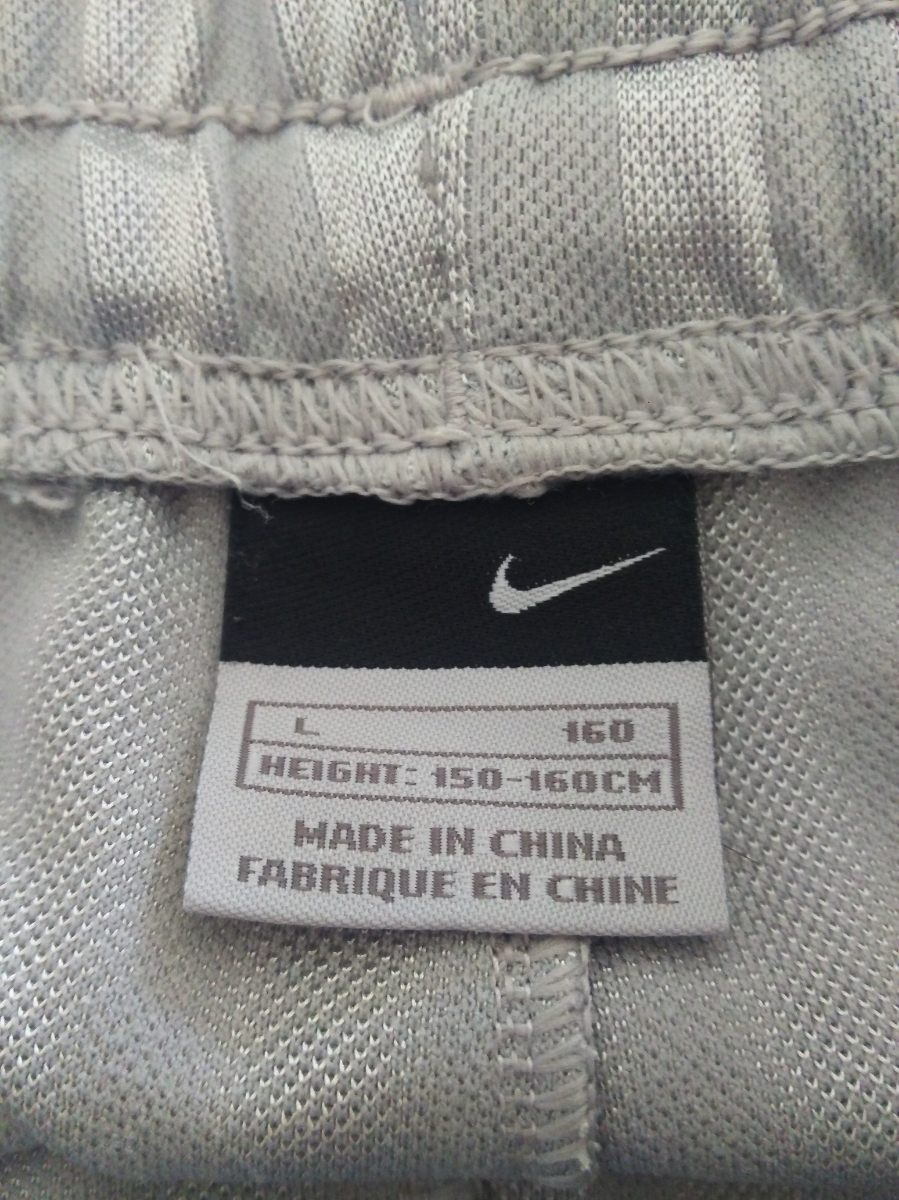 L 160
HEIGHT: 150-160CM
MADE IN CHINA
FABRIQUE EN CHINE